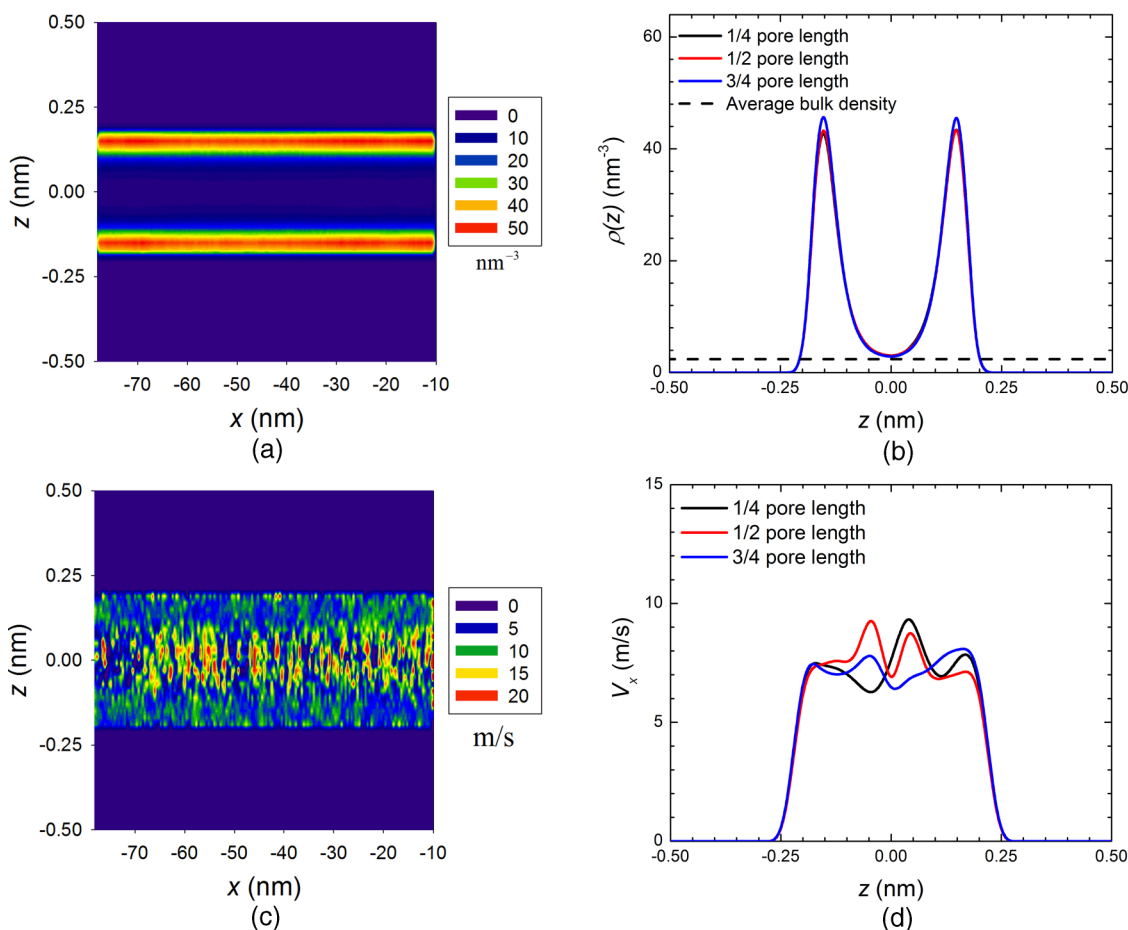 0.50
0.25
0.00
-0.25
-0.50
z (nm)
-70 -60 -50 -40 -30 -20 -10
x (nm)
(a)
0
10
20
30
40
50
nm⁻³
60
40
20
0
ρ(z) (nm⁻³)
1/4 pore length
1/2 pore length
3/4 pore length
Average bulk density
-0.50 -0.25 0.00 0.25 0.50
z (nm)
(b)
0.50
0.25
0.00
-0.25
-0.50
z (nm)
-70 -60 -50 -40 -30 -20 -10
x (nm)
(c)
0
5
10
15
20
m/s
15
10
5
0
Vₓ (m/s)
1/4 pore length
1/2 pore length
3/4 pore length
-0.50 -0.25 0.00 0.25 0.50
z (nm)
(d)